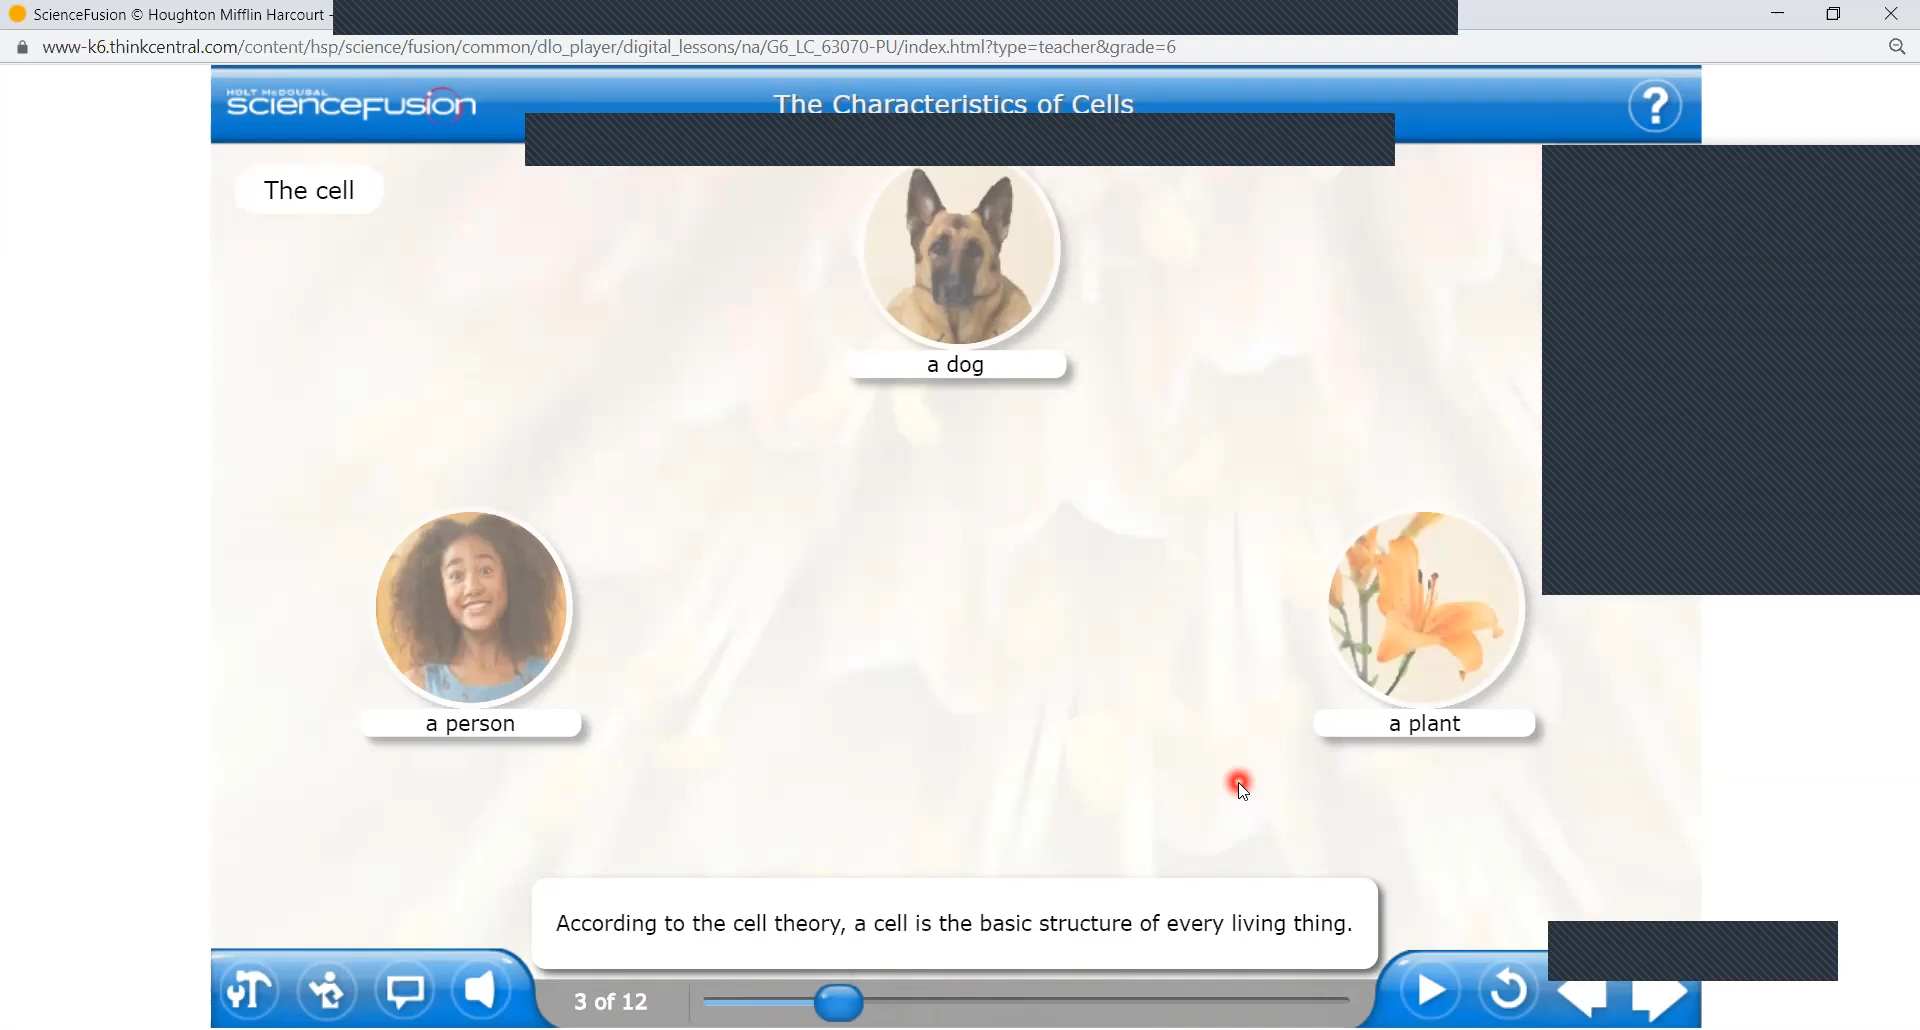 ScienceFusion © Houghton Mifflin Harcourt -
www-k6.thinkcentral.com/content/hsp/science/fusion/common/dlo_player/digital_lessons/na/G6_LC_63070-PU/index.html?type=teacher&grade=6
HOLT McDOUGAL
scienceFusion
The Characteristics of Cells
?
The cell
a dog
a person
a plant
According to the cell theory, a cell is the basic structure of every living thing.
3 of 12